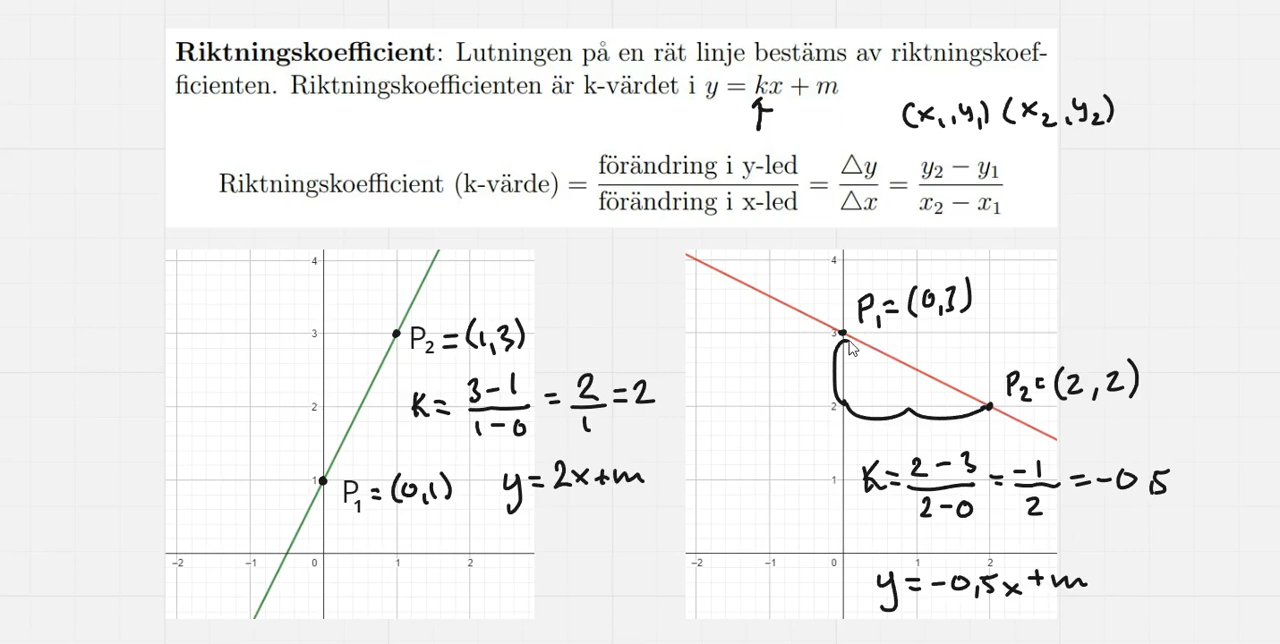 Riktningskoefficient: Lutningen på en rät linje bestäms av riktningskoef-
ficienten. Riktningskoefficienten är k-värdet i y = kx + m
(x₁, y₁) (x₂, y₂)
Riktningskoefficient (k-värde) = förändring i y-led / förändring i x-led = △y / △x = y₂ − y₁ / x₂ − x₁
4
3
2
1
-2 -1 0 1 2
P₂ = (1,3)
K = 3-1 / 1-0 = 2/1 = 2
P₁ = (0,1)
y = 2x+m
4
3
2
1
-2 -1 0 1 2
P₁ = (0,3)
P₂ = (2,2)
K = 2-3 / 2-0 = -1/2 = -0 5
y = -0,5x+m